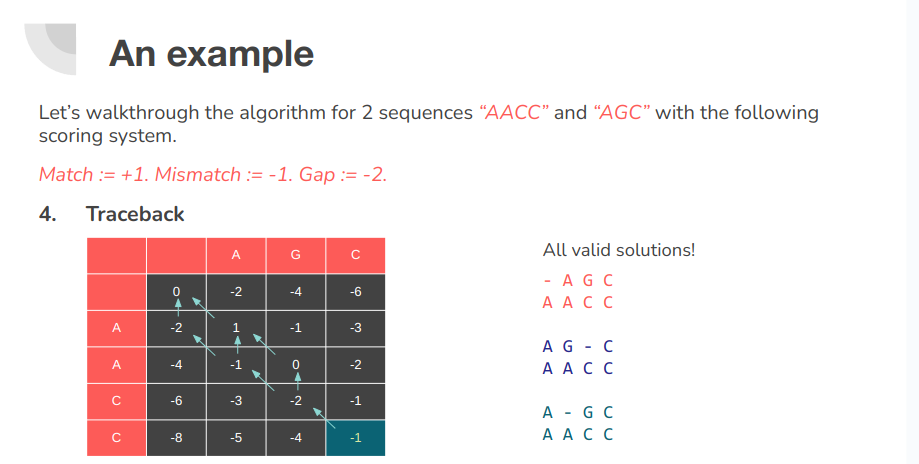 An example
Let’s walkthrough the algorithm for 2 sequences “AACC” and “AGC” with the following
scoring system.
Match := +1. Mismatch := -1. Gap := -2.
4. Traceback
A G C
0 -2 -4 -6
A -2 1 -1 -3
A -4 -1 0 -2
C -6 -3 -2 -1
C -8 -5 -4 -1
All valid solutions!
- A G C
A A C C
A G - C
A A C C
A - G C
A A C C